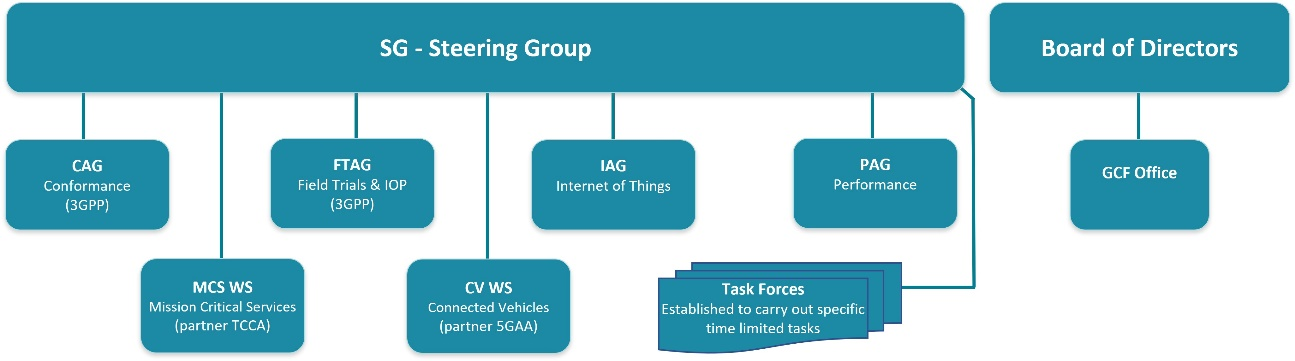 SG - Steering Group
Board of Directors
CAG
Conformance
(3GPP)
FTAG
Field Trials & IOP
(3GPP)
IAG
Internet of Things
PAG
Performance
GCF Office
MCS WS
Mission Critical Services
(partner TCCA)
CV WS
Connected Vehicles
(partner 5GAA)
Task Forces
Established to carry out specific
time limited tasks